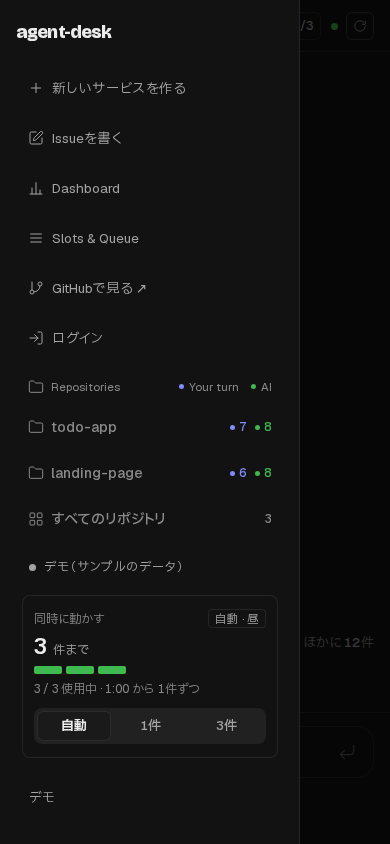 agent-desk
/3
新しいサービスを作る
Issueを書く
Dashboard
Slots & Queue
GitHubで見る ↗
ログイン
Repositories Your turn AI
todo-app 7 8
landing-page 6 8
すべてのリポジトリ 3
デモ（サンプルのデータ）
同時に動かす 自動 · 昼
3 件まで
ほかに 12件
3 / 3 使用中 · 1:00 から 1件ずつ
自動 1件 3件
デモ